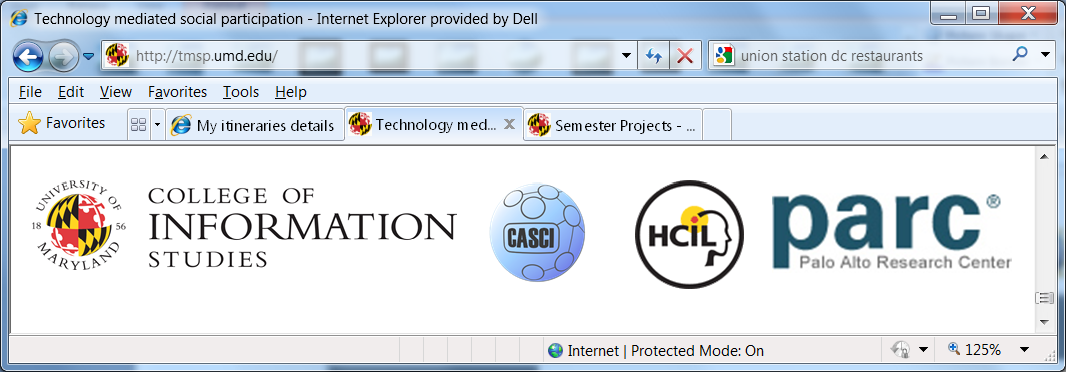 Technology mediated social participation - Internet Explorer provided by Dell
http://tmsp.umd.edu/
union station dc restaurants
File Edit View Favorites Tools Help
Favorites
My itineraries details
Technology med...
Semester Projects - ...
UNIVERSITY OF
18 56
MARYLAND
COLLEGE OF
INFORMATION
STUDIES
CASCI
HCIL
parc®
Palo Alto Research Center
Internet | Protected Mode: On
125%